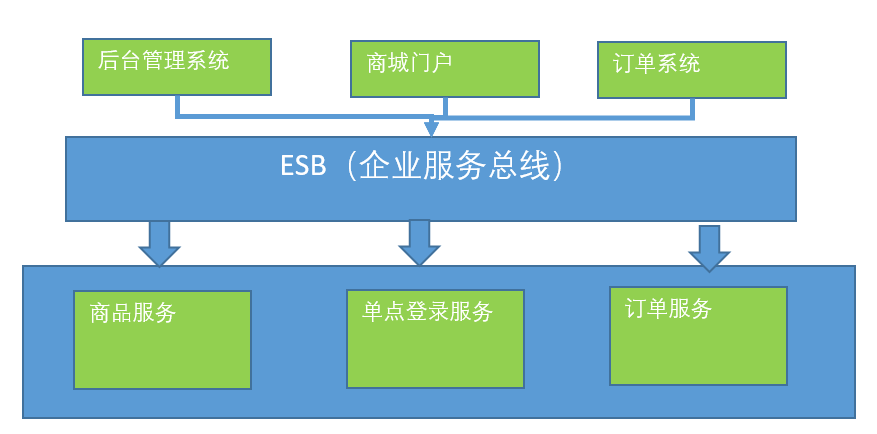 后台管理系统
商城门户
订单系统
ESB（企业服务总线）
商品服务
单点登录服务
订单服务